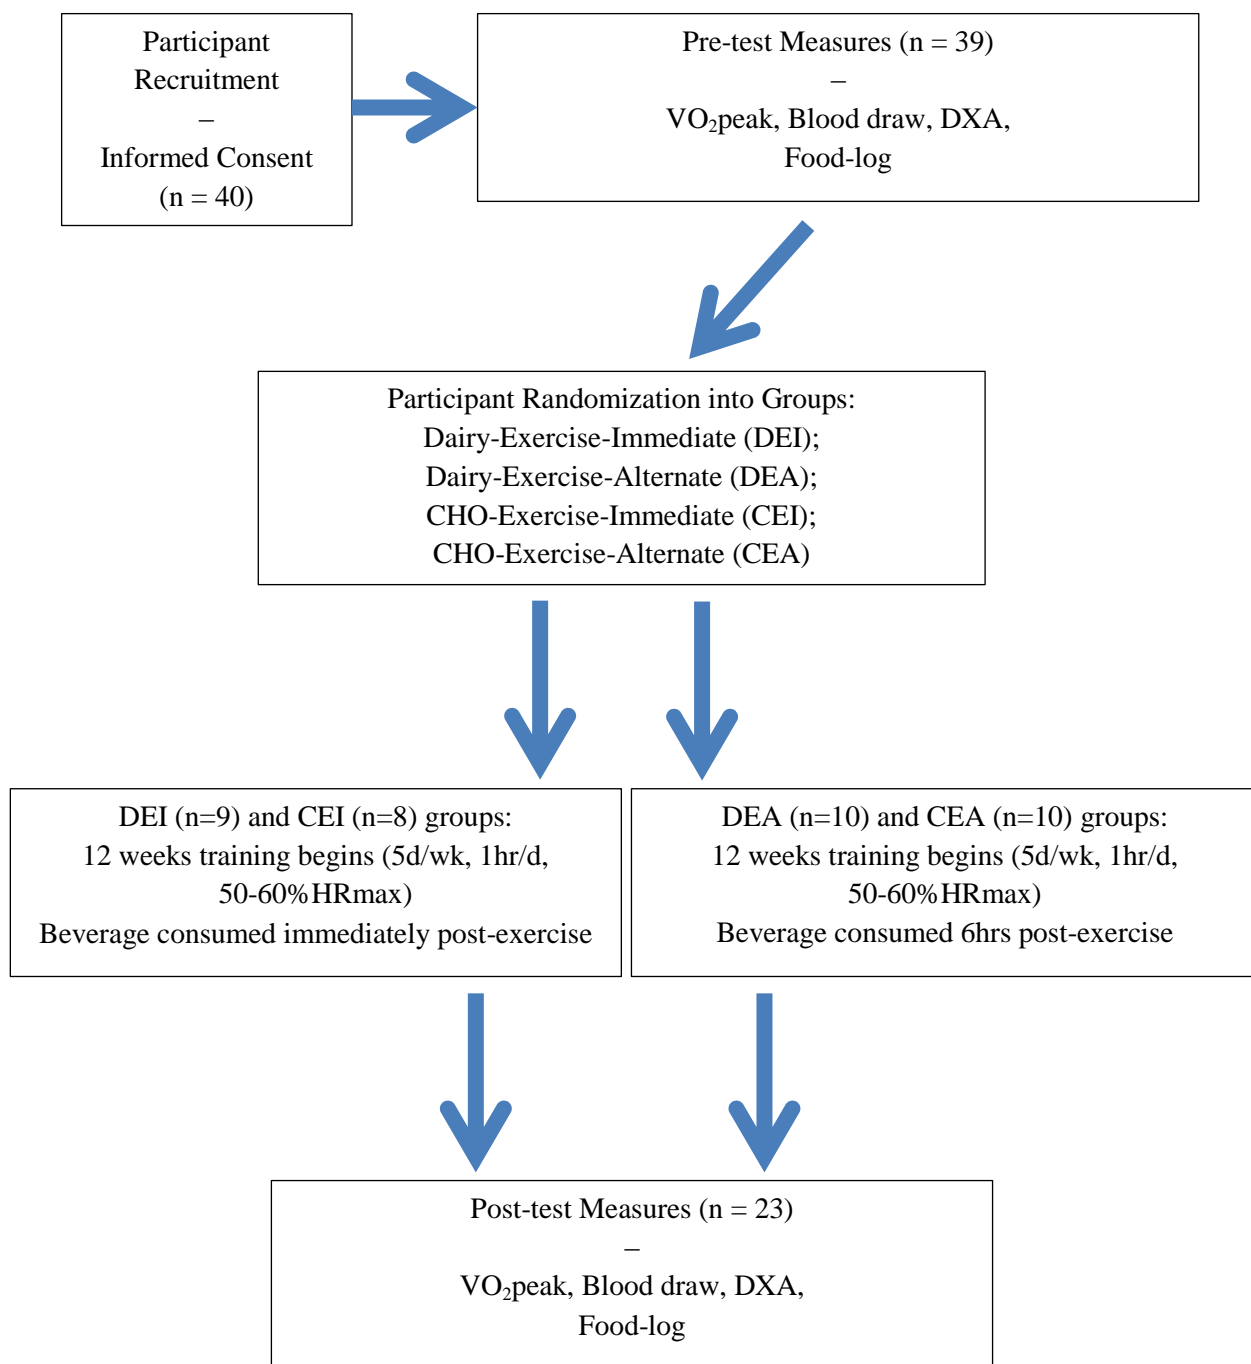 Participant
Recruitment
–
Informed Consent
(n = 40)
Pre-test Measures (n = 39)
–
VO₂peak, Blood draw, DXA,
Food-log
Participant Randomization into Groups:
Dairy-Exercise-Immediate (DEI);
Dairy-Exercise-Alternate (DEA);
CHO-Exercise-Immediate (CEI);
CHO-Exercise-Alternate (CEA)
DEI (n=9) and CEI (n=8) groups:
12 weeks training begins (5d/wk, 1hr/d,
50-60%HRmax)
Beverage consumed immediately post-exercise
DEA (n=10) and CEA (n=10) groups:
12 weeks training begins (5d/wk, 1hr/d,
50-60%HRmax)
Beverage consumed 6hrs post-exercise
Post-test Measures (n = 23)
–
VO₂peak, Blood draw, DXA,
Food-log